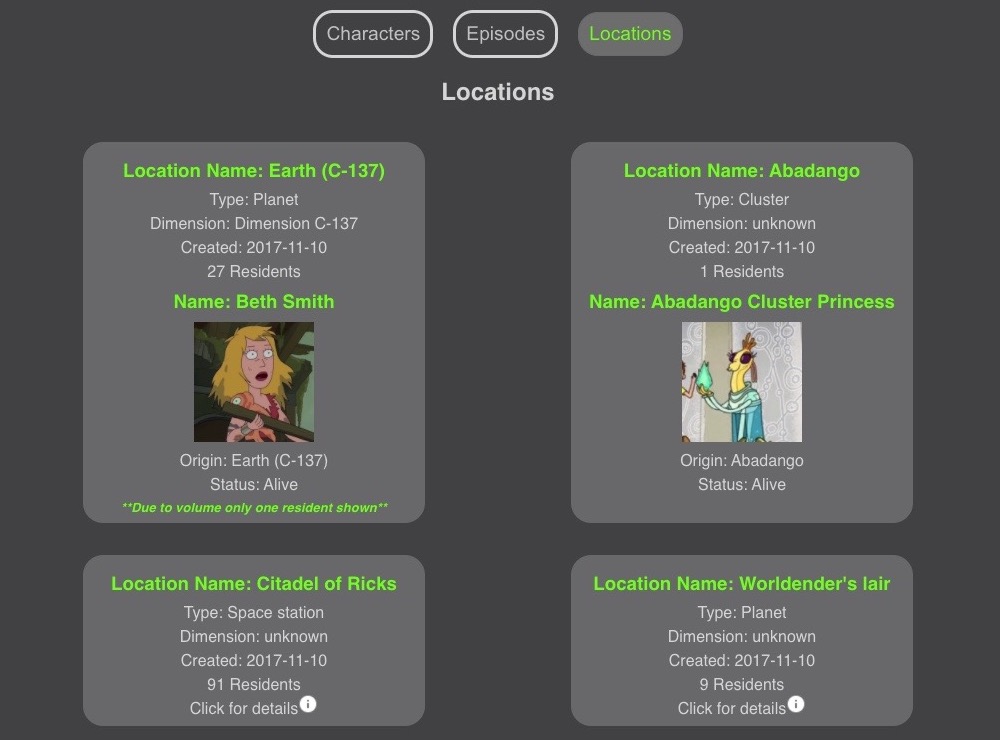 Characters
Episodes
Locations
Locations
Location Name: Earth (C-137)
Type: Planet
Dimension: Dimension C-137
Created: 2017-11-10
27 Residents
Name: Beth Smith
Origin: Earth (C-137)
Status: Alive
**Due to volume only one resident shown**
Location Name: Abadango
Type: Cluster
Dimension: unknown
Created: 2017-11-10
1 Residents
Name: Abadango Cluster Princess
Origin: Abadango
Status: Alive
Location Name: Citadel of Ricks
Type: Space station
Dimension: unknown
Created: 2017-11-10
91 Residents
Click for details
Location Name: Worldender's lair
Type: Planet
Dimension: unknown
Created: 2017-11-10
9 Residents
Click for details